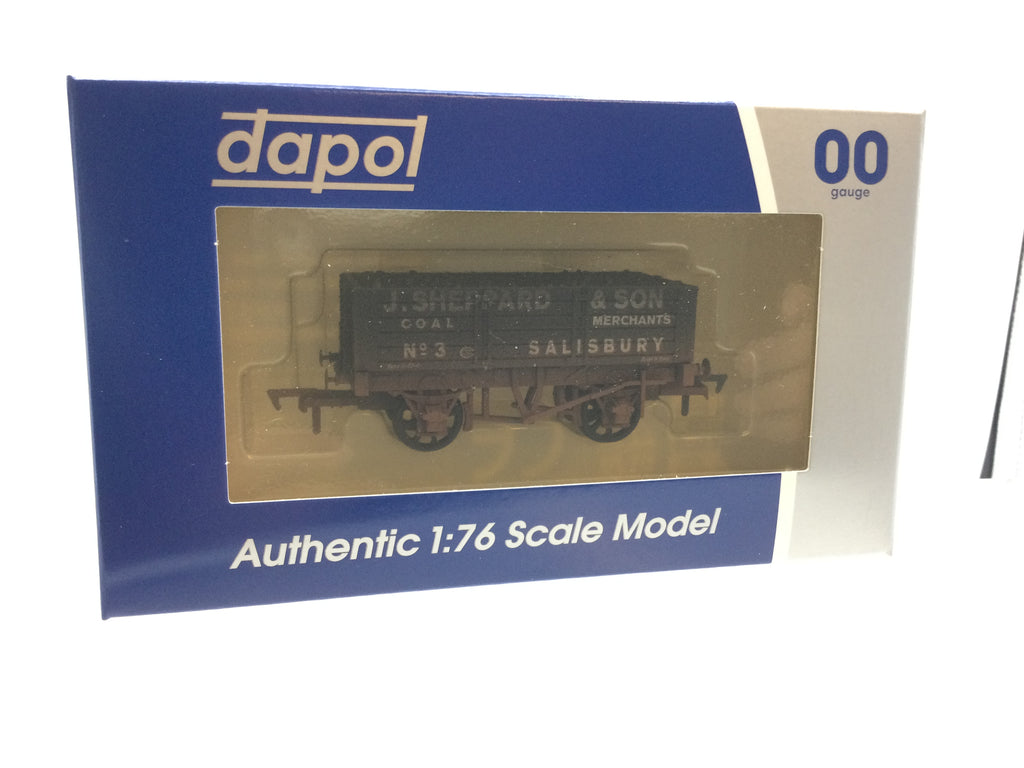 dapol
00
gauge
J. SHEPPARD & SON
COAL MERCHANTS
Nº 3 SALISBURY
Authentic 1:76 Scale Model